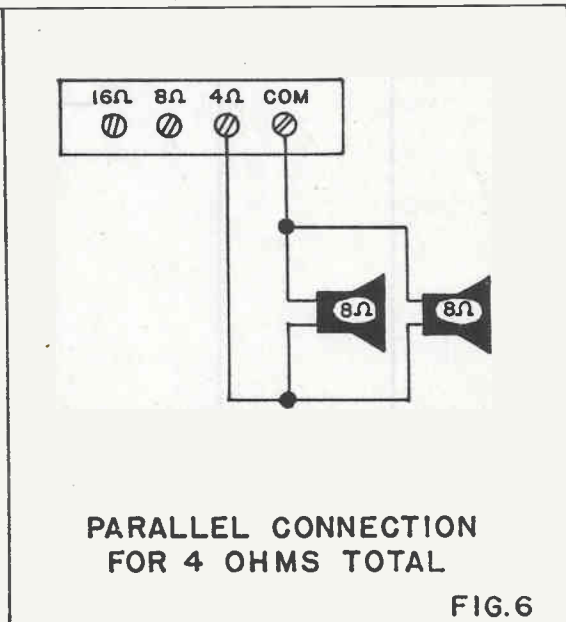 16Ω 8Ω 4Ω COM
8Ω 8Ω
PARALLEL CONNECTION
FOR 4 OHMS TOTAL
FIG.6